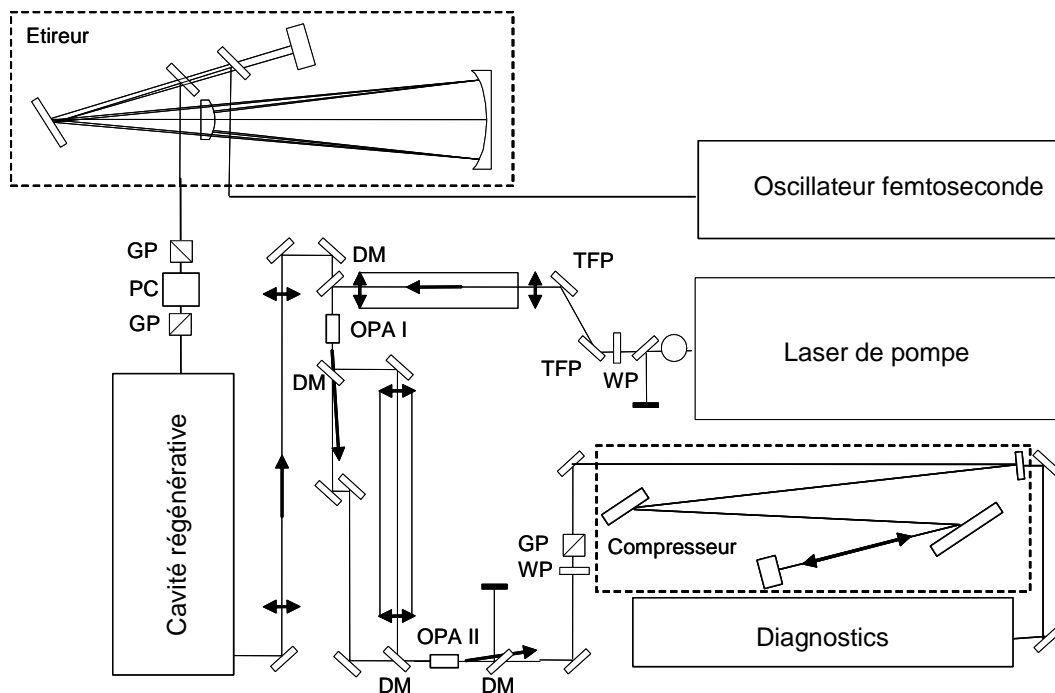 Etireur
Oscillateur femtoseconde
GP
PC
GP
DM
TFP
OPA I
DM
TFP
WP
Laser de pompe
Cavité régénérative
GP
WP
Compresseur
OPA II
DM
DM
Diagnostics